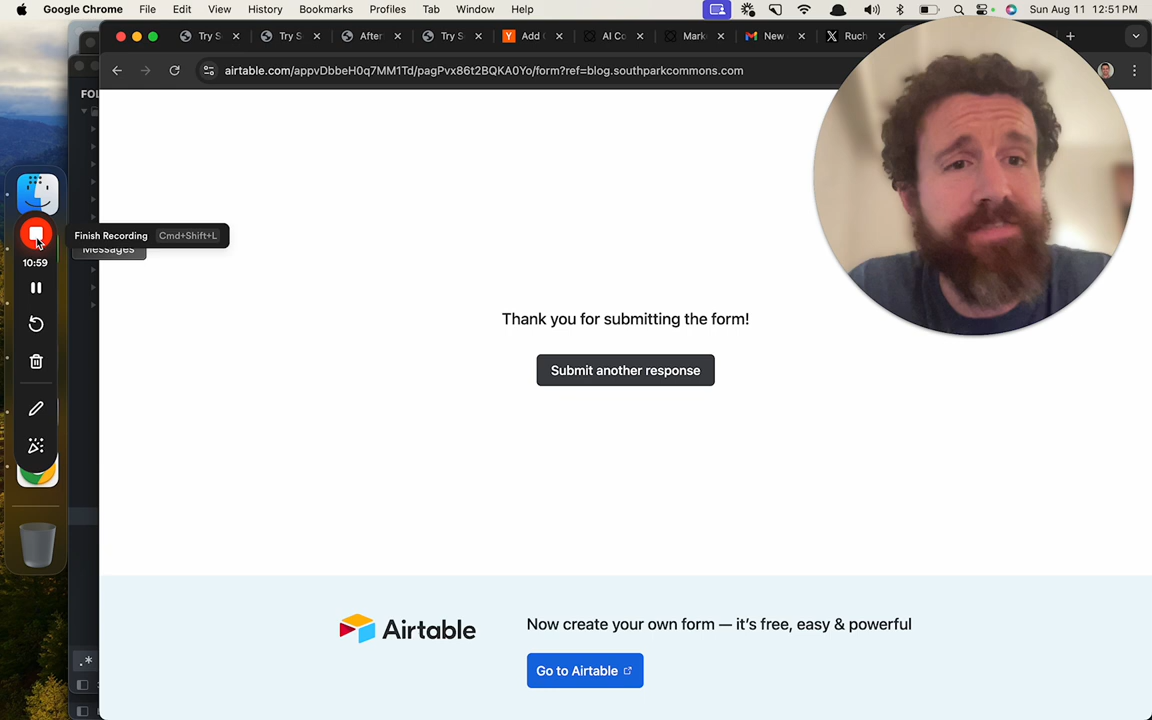 Google Chrome File Edit View History Bookmarks Profiles Tab Window Help Sun Aug 11 12:51 PM
Try S Try S After Try S Add AI Co Mark New Ruch
airtable.com/appvDbbeH0q7MM1Td/pagPvx86t2BQKA0Yo/form?ref=blog.southparkcommons.com
FOL
Finish Recording Cmd+Shift+L
Messages
10:59
Thank you for submitting the form!
Submit another response
Airtable
Now create your own form — it's free, easy & powerful
Go to Airtable
.*